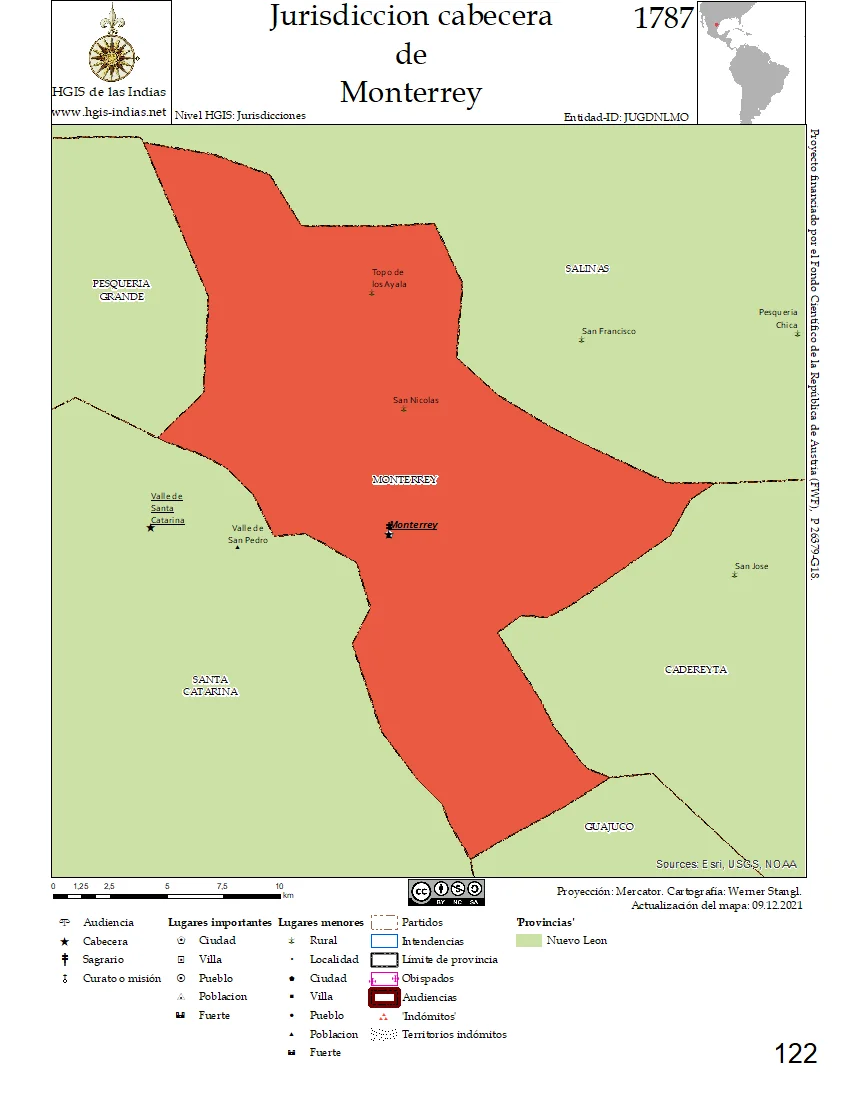 Jurisdiccion cabecera
de
Monterrey
1787
HGIS de las Indias
www.hgis-indias.net
Nivel HGIS: Jurisdicciones
Entidad-ID: JUGDNLMO
Proyecto financiado por el Fondo Científico de la República de Austria (FWF), P 26379-G18.
PESQUERIA
GRANDE
Topo de
los Ayala
SALINAS
Pesqueria
Chica
San Francisco
San Nicolas
MONTERREY
Valle de
Santa
Catarina
Valle de
San Pedro
Monterrey
San Jose
SANTA
CATARINA
CADEREYTA
GUAJUCO
Sources: Esri, USGS, NOAA
0 1,25 2,5 5 7,5 10
km
CC BY NC SA
Proyección: Mercator. Cartografía: Werner Stangl.
Actualización del mapa: 09.12.2021
Audiencia
Cabecera
Sagrario
Curato o misión
Lugares importantes
Ciudad
Villa
Pueblo
Poblacion
Fuerte
Lugares menores
Rural
Localidad
Ciudad
Villa
Pueblo
Poblacion
Fuerte
Partidos
Intendencias
Límite de provincia
Obispados
Audiencias
'Indómitos'
Territorios indómitos
'Provincias'
Nuevo Leon
122